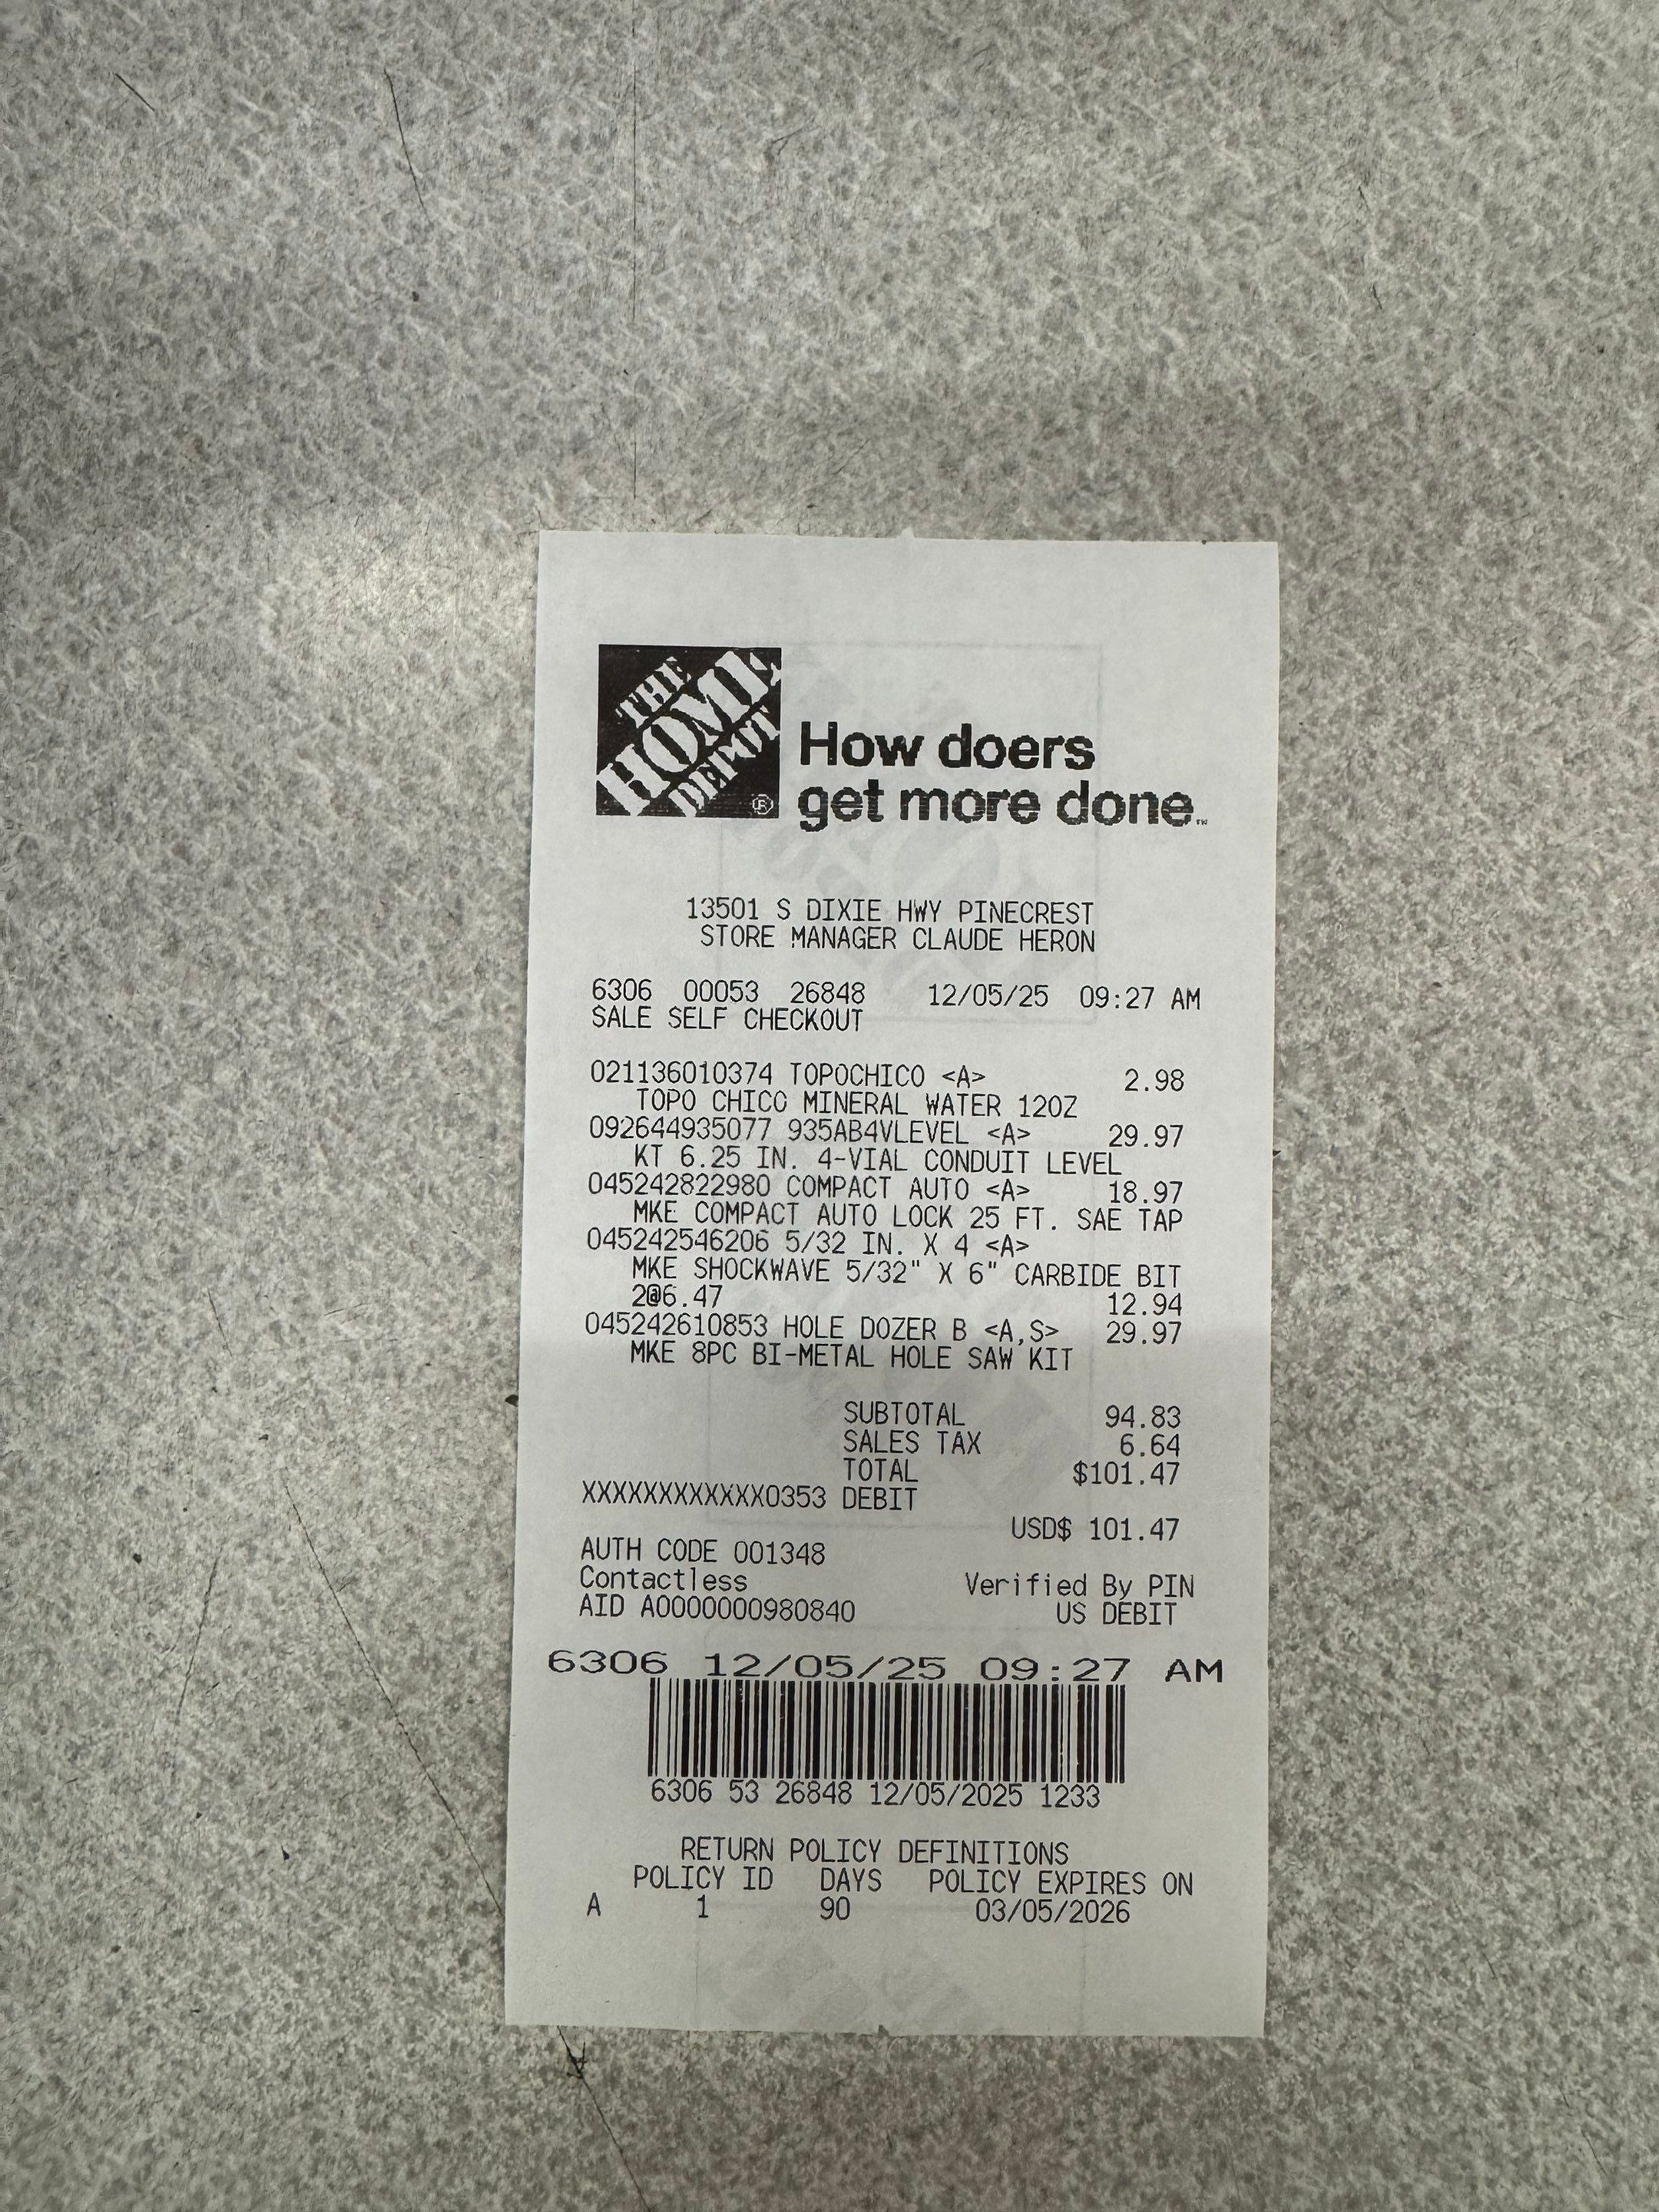 THE
HOME
DEPOT
®
How doers
get more done™
13501 S DIXIE HWY PINECREST
STORE MANAGER CLAUDE HERON
6306 00053 26848 12/05/25 09:27 AM
SALE SELF CHECKOUT
021136010374 TOPOCHICO <A> 2.98
TOPO CHICO MINERAL WATER 12OZ
092644935077 935AB4VLEVEL <A> 29.97
KT 6.25 IN. 4-VIAL CONDUIT LEVEL
045242822980 COMPACT AUTO <A> 18.97
MKE COMPACT AUTO LOCK 25 FT. SAE TAP
045242546206 5/32 IN. X 4 <A>
MKE SHOCKWAVE 5/32" X 6" CARBIDE BIT
2@6.47 12.94
045242610853 HOLE DOZER B <A,S> 29.97
MKE 8PC BI-METAL HOLE SAW KIT
SUBTOTAL 94.83
SALES TAX 6.64
TOTAL $101.47
XXXXXXXXXXXX0353 DEBIT
USD$ 101.47
AUTH CODE 001348
Contactless Verified By PIN
AID A0000000980840 US DEBIT
6306 12/05/25 09:27 AM
6306 53 26848 12/05/2025 1233
RETURN POLICY DEFINITIONS
POLICY ID DAYS POLICY EXPIRES ON
A 1 90 03/05/2026